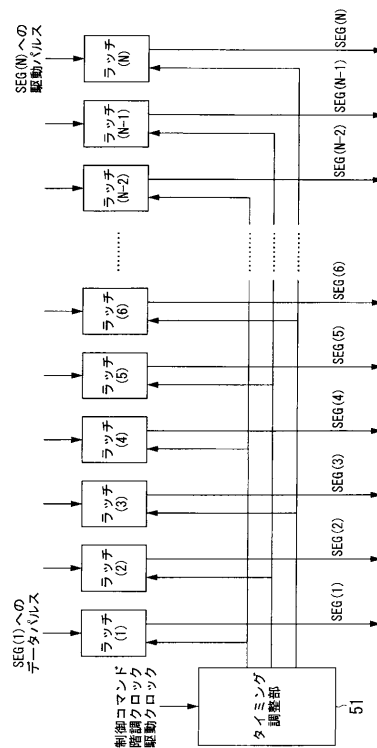 SEG(1)への
データパルス
SEG(N)への
駆動パルス
ラッチ
(1)
ラッチ
(2)
ラッチ
(3)
ラッチ
(4)
ラッチ
(5)
ラッチ
(6)
........
ラッチ
(N-2)
ラッチ
(N-1)
ラッチ
(N)
制御コマンド
階調クロック
駆動クロック
タイミング
調整部
51
SEG(1)
SEG(2)
SEG(3)
SEG(4)
SEG(5)
SEG(6)
SEG(N-2)
SEG(N-1)
SEG(N)